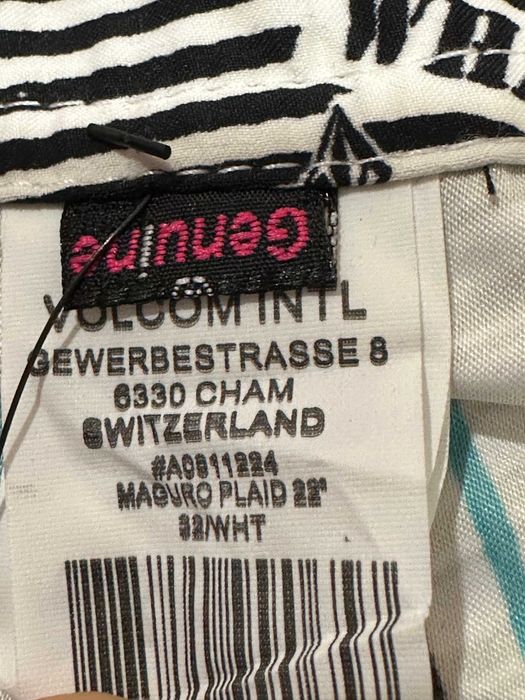 Genuine
VOLCOM INTL
GEWERBESTRASSE 8
6330 CHAM
SWITZERLAND
#A0911224
MAGURO PLAID 22"
32/WHT